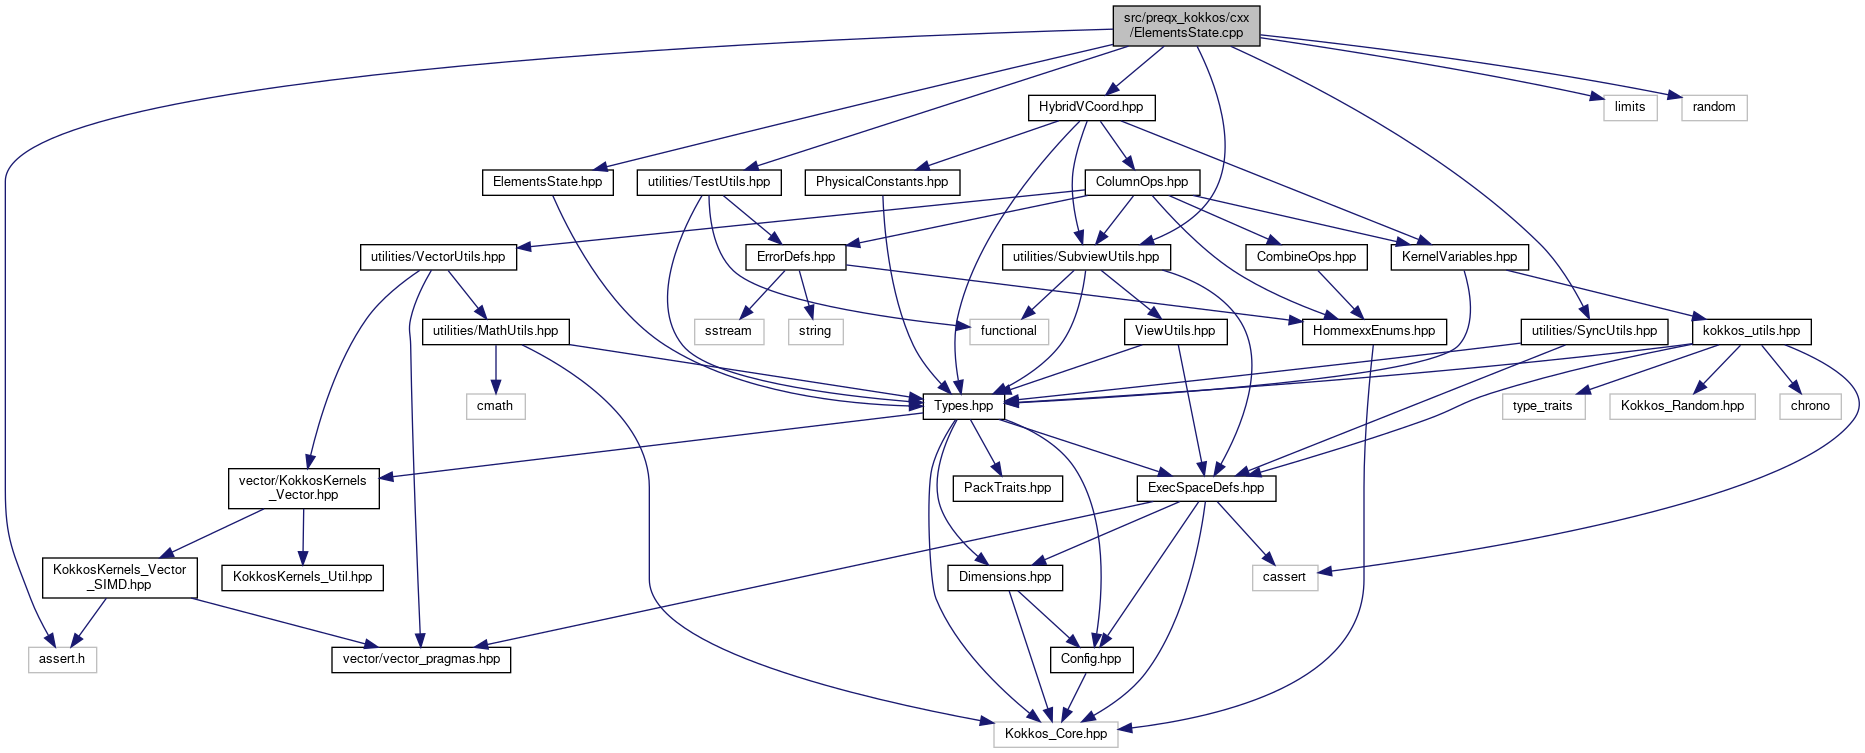 src/preqx_kokkos/cxx
/ElementsState.cpp
HybridVCoord.hpp
limits
random
ElementsState.hpp
utilities/TestUtils.hpp
PhysicalConstants.hpp
ColumnOps.hpp
utilities/VectorUtils.hpp
ErrorDefs.hpp
utilities/SubviewUtils.hpp
CombineOps.hpp
KernelVariables.hpp
utilities/MathUtils.hpp
sstream
string
functional
ViewUtils.hpp
HommexxEnums.hpp
utilities/SyncUtils.hpp
kokkos_utils.hpp
cmath
Types.hpp
type_traits
Kokkos_Random.hpp
chrono
vector/KokkosKernels
_Vector.hpp
PackTraits.hpp
ExecSpaceDefs.hpp
KokkosKernels_Vector
_SIMD.hpp
KokkosKernels_Util.hpp
Dimensions.hpp
cassert
assert.h
vector/vector_pragmas.hpp
Config.hpp
Kokkos_Core.hpp